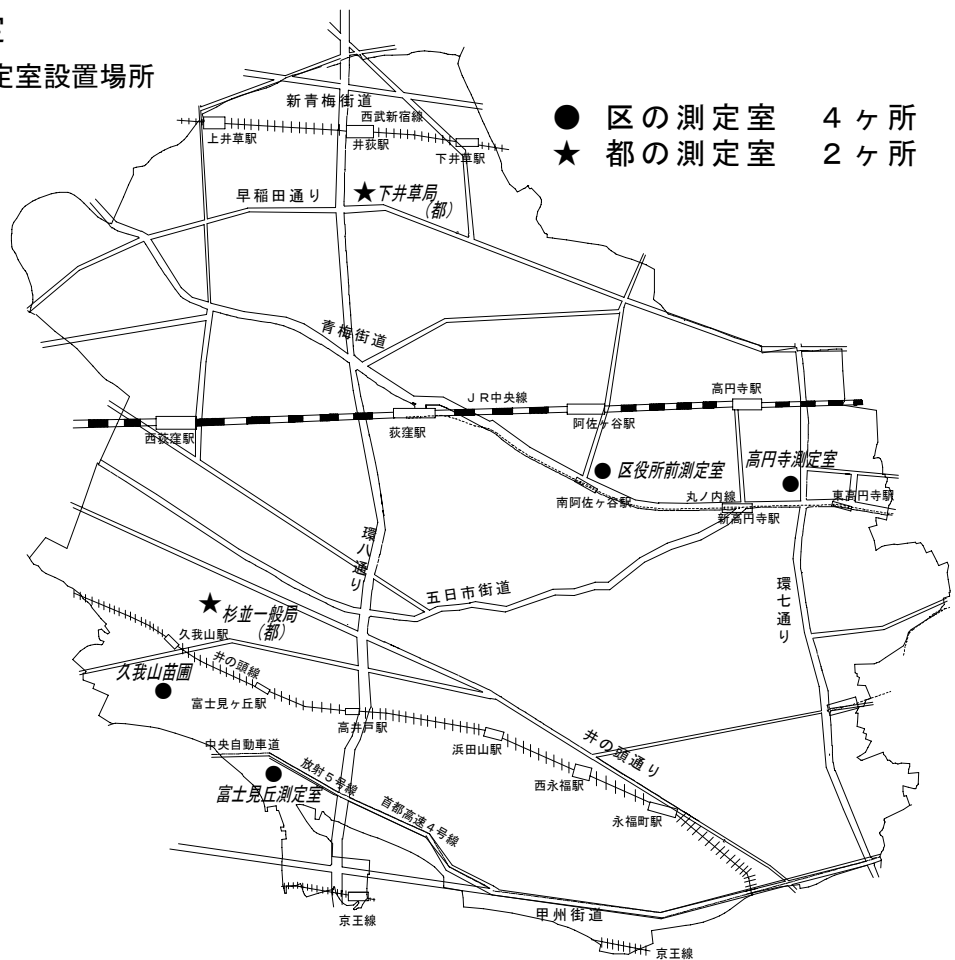 定室設置場所
● 区の測定室 4ヶ所
★ 都の測定室 2ヶ所
新青梅街道
西武新宿線
上井草駅
井荻駅
下井草駅
早稲田通り
★下井草局
(都)
青梅街道
JR中央線
高円寺駅
西荻窪駅
荻窪駅
阿佐ヶ谷駅
区役所前測定室
高円寺測定室
南阿佐ヶ谷駅
丸ノ内線
新高円寺駅
東高円寺駅
環八通り
五日市街道
環七通り
★杉並一般局
(都)
久我山駅
久我山苗圃
井の頭線
富士見ヶ丘駅
高井戸駅
浜田山駅
井の頭通り
西永福駅
永福町駅
中央自動車道
放射5号線
富士見丘測定室
首都高速4号線
甲州街道
京王線
京王線